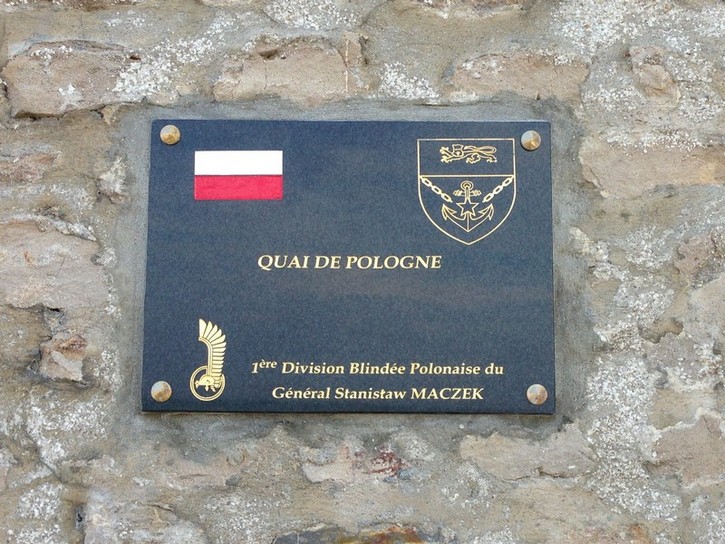 QUAI DE POLOGNE
1ère Division Blindée Polonaise du
Général Stanistaw MACZEK